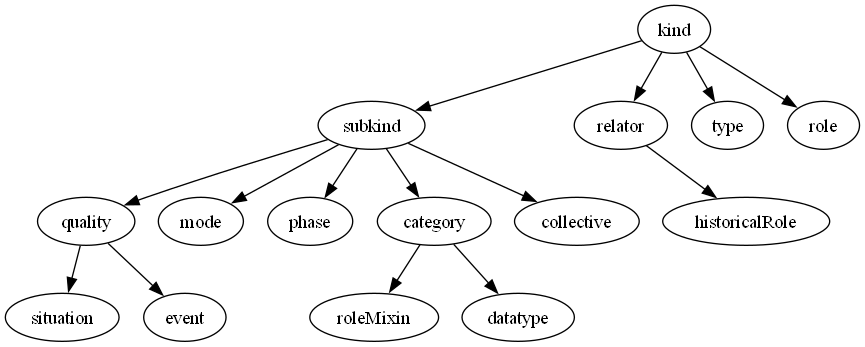 kind
subkind
relator
type
role
quality
mode
phase
category
collective
historicalRole
situation
event
roleMixin
datatype